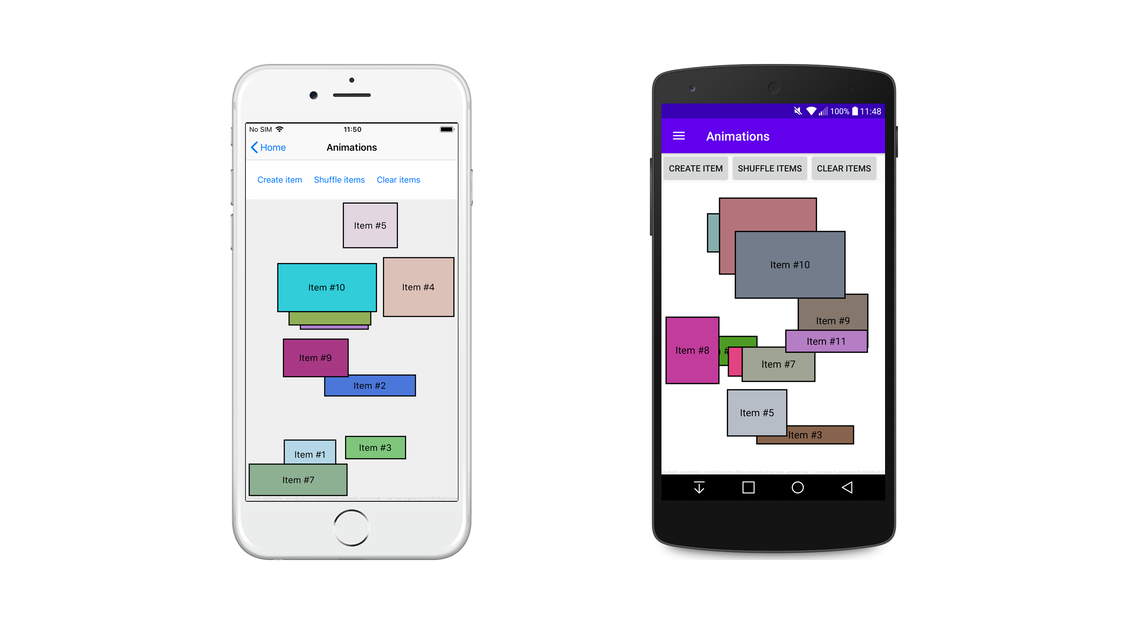 No SIM 11:50
Home Animations
Create item Shuffle items Clear items
Item #5
Item #10
Item #4
Item #9
Item #2
Item #1
Item #3
Item #7
100% 11:48
Animations
CREATE ITEM SHUFFLE ITEMS CLEAR ITEMS
Item #10
Item #9
Item #11
Item #8
Item #7
Item #5
Item #3